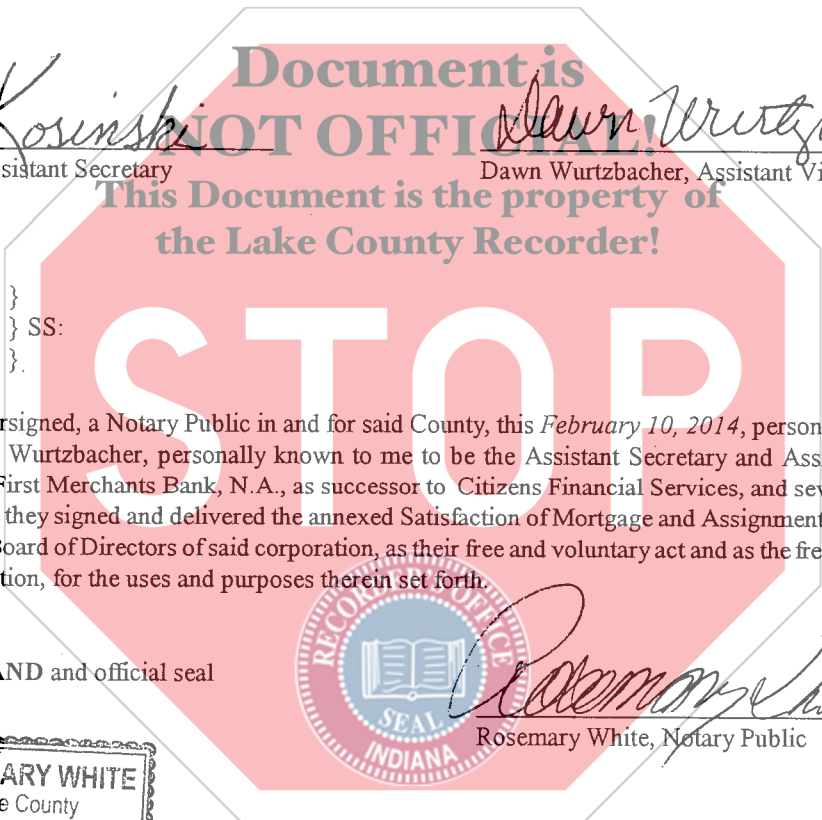 Document is
Kosinski
NOT OFFICIAL!
Dawn
sistant Secretary
Dawn Wurtzbacher, Assistant Vi
This Document is the property of
the Lake County Recorder!
}
} SS:
}.
STOP
rsigned, a Notary Public in and for said County, this February 10, 2014, person
Wurtzbacher, personally known to me to be the Assistant Secretary and Ass
First Merchants Bank, N.A., as successor to Citizens Financial Services, and sev
they signed and delivered the annexed Satisfaction of Mortgage and Assignment
Board of Directors of said corporation, as their free and voluntary act and as the fre
tion, for the uses and purposes therein set forth.
RECORDER'S OFFICE
AND and official seal
SEAL
INDIANA
Rosemary
Rosemary White, Notary Public
ARY WHITE
e County